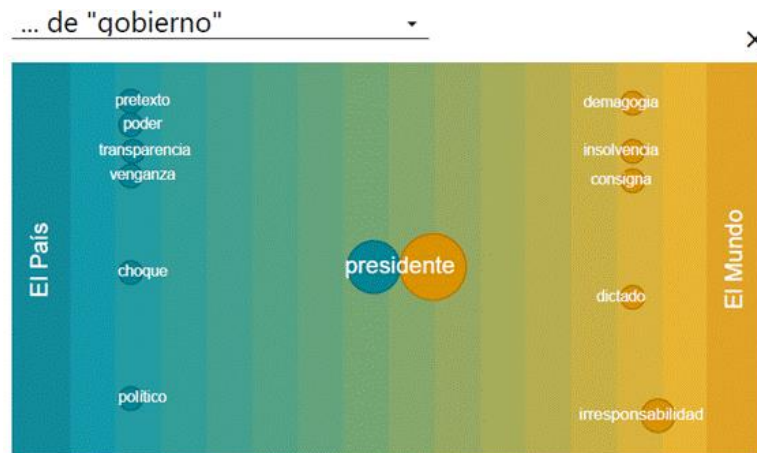 ... de "gobierno"
×
El País
pretexto
poder
transparencia
venganza
choque
político
presidente
demagogia
insolvencia
consigna
dictado
irresponsabilidad
El Mundo